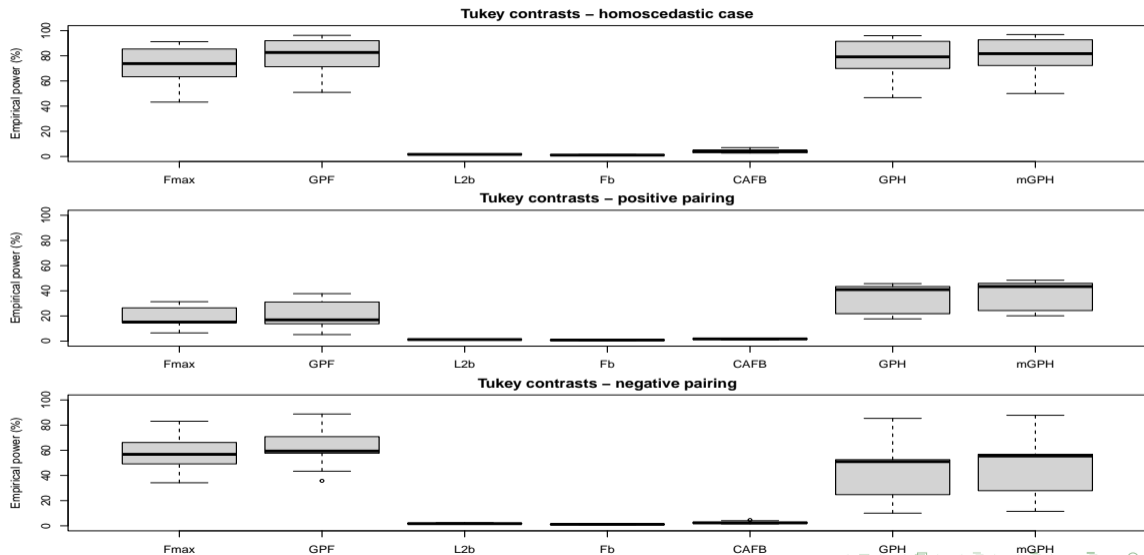 Tukey contrasts – homoscedastic case
Empirical power (%)
100
80
60
40
20
0
Fmax GPF L2b Fb CAFB GPH mGPH
Tukey contrasts – positive pairing
Empirical power (%)
100
80
60
40
20
0
Fmax GPF L2b Fb CAFB GPH mGPH
Tukey contrasts – negative pairing
Empirical power (%)
100
80
60
40
20
0
Fmax GPF L2b Fb CAFB GPH mGPH